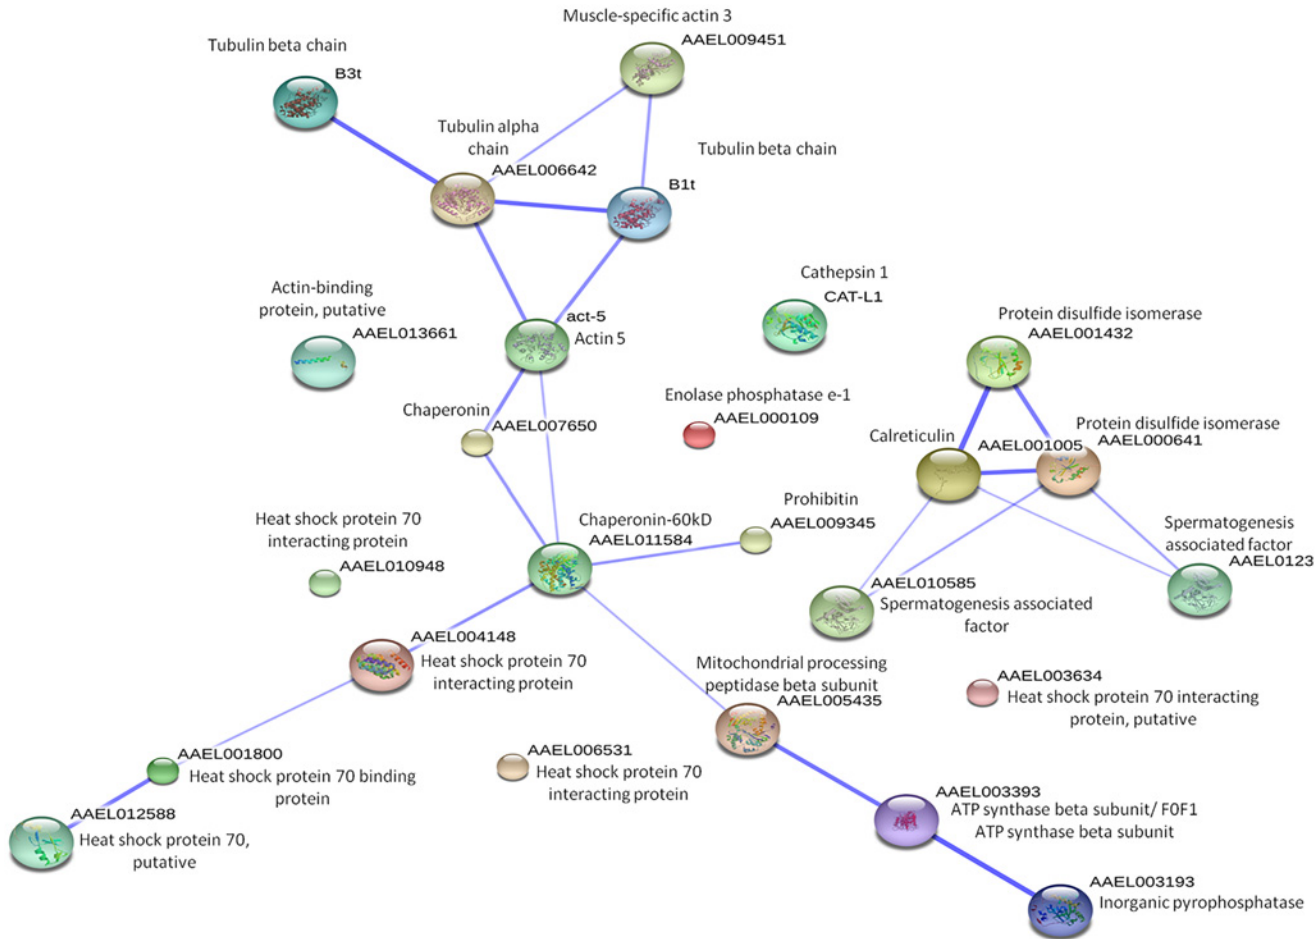 Muscle-specific actin 3
AAEL009451
Tubulin beta chain
B3t
Tubulin alpha
chain
AAEL006642
Tubulin beta chain
B1t
Actin-binding
protein, putative
AAEL013661
act-5
Actin 5
Cathepsin 1
CAT-L1
Protein disulfide isomerase
AAEL001432
Chaperonin
AAEL007650
Enolase phosphatase e-1
AAEL000109
Calreticulin
AAEL001005
Protein disulfide isomerase
AAEL000641
Heat shock protein 70
interacting protein
AAEL010948
Chaperonin-60kD
AAEL011584
Prohibitin
AAEL009345
Spermatogenesis
associated factor
AAEL0123
AAEL010585
Spermatogenesis associated
factor
AAEL004148
Heat shock protein 70
interacting protein
Mitochondrial processing
peptidase beta subunit
AAEL005435
AAEL003634
Heat shock protein 70 interacting
protein, putative
AAEL001800
Heat shock protein 70 binding
protein
AAEL006531
Heat shock protein 70
interacting protein
AAEL012588
Heat shock protein 70,
putative
AAEL003393
ATP synthase beta subunit/ F0F1
ATP synthase beta subunit
AAEL003193
Inorganic pyrophosphatase